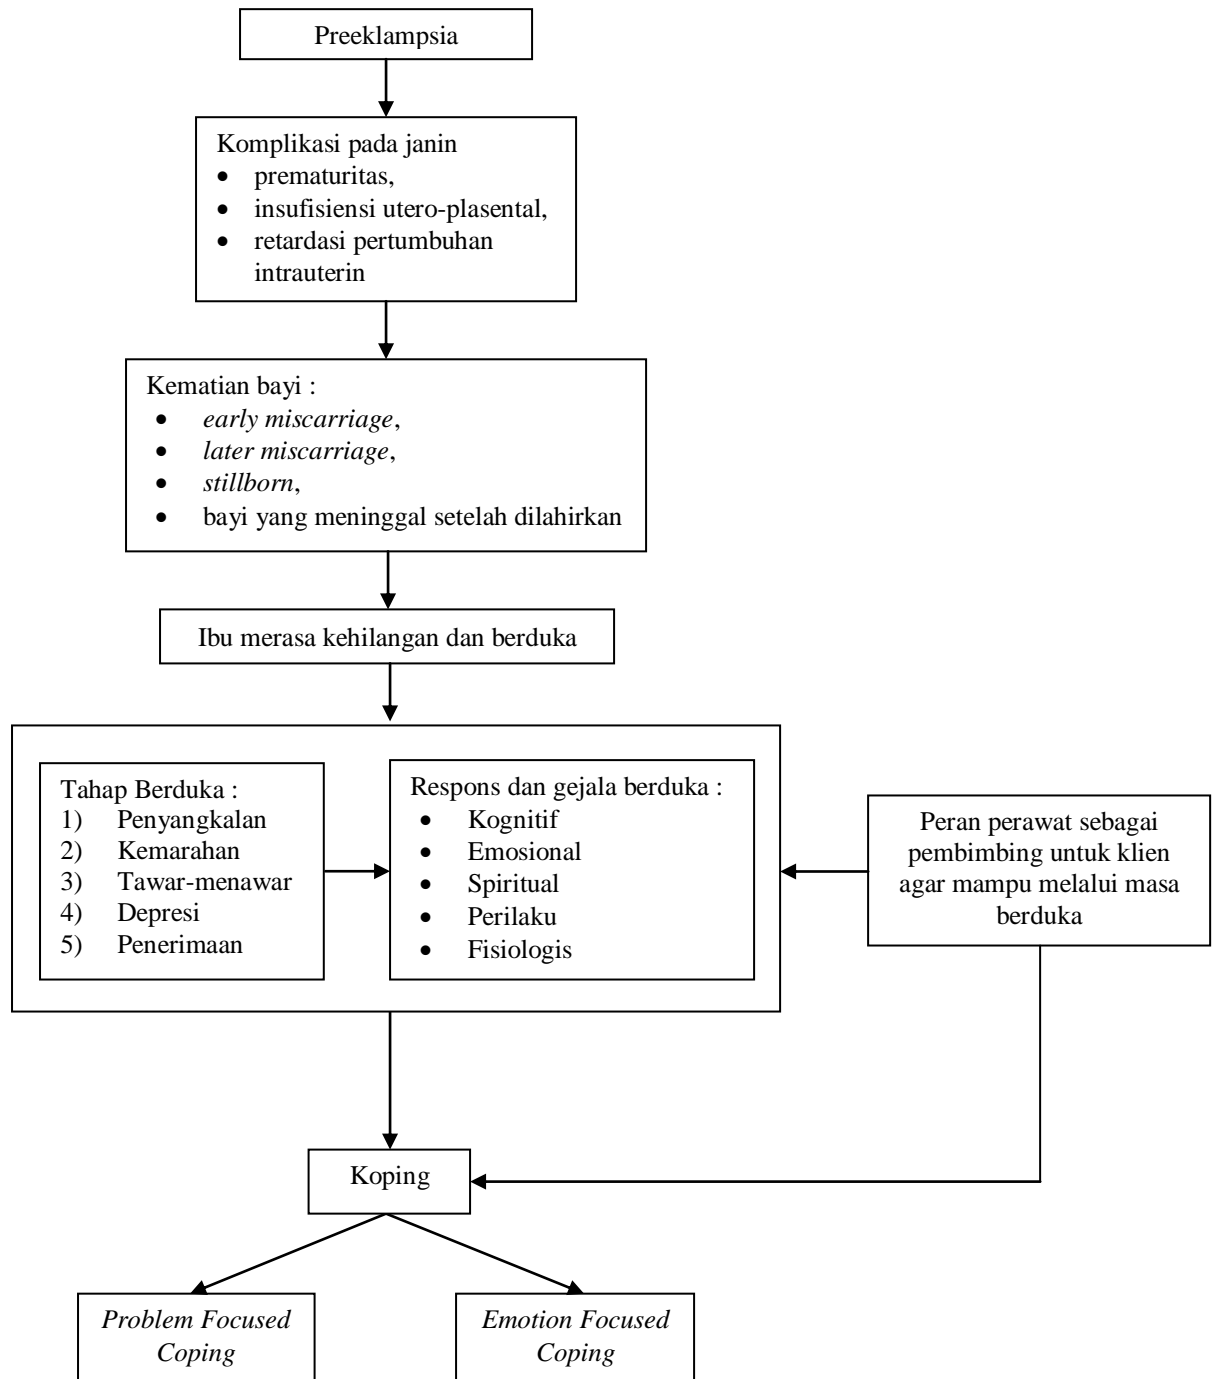 Preeklampsia
Komplikasi pada janin
• prematuritas,
• insufisiensi utero-plasental,
• retardasi pertumbuhan
intrauterin
Kematian bayi :
• early miscarriage,
• later miscarriage,
• stillborn,
• bayi yang meninggal setelah dilahirkan
Ibu merasa kehilangan dan berduka
Tahap Berduka :
1) Penyangkalan
2) Kemarahan
3) Tawar-menawar
4) Depresi
5) Penerimaan
Respons dan gejala berduka :
• Kognitif
• Emosional
• Spiritual
• Perilaku
• Fisiologis
Peran perawat sebagai
pembimbing untuk klien
agar mampu melalui masa
berduka
Koping
Problem Focused
Coping
Emotion Focused
Coping